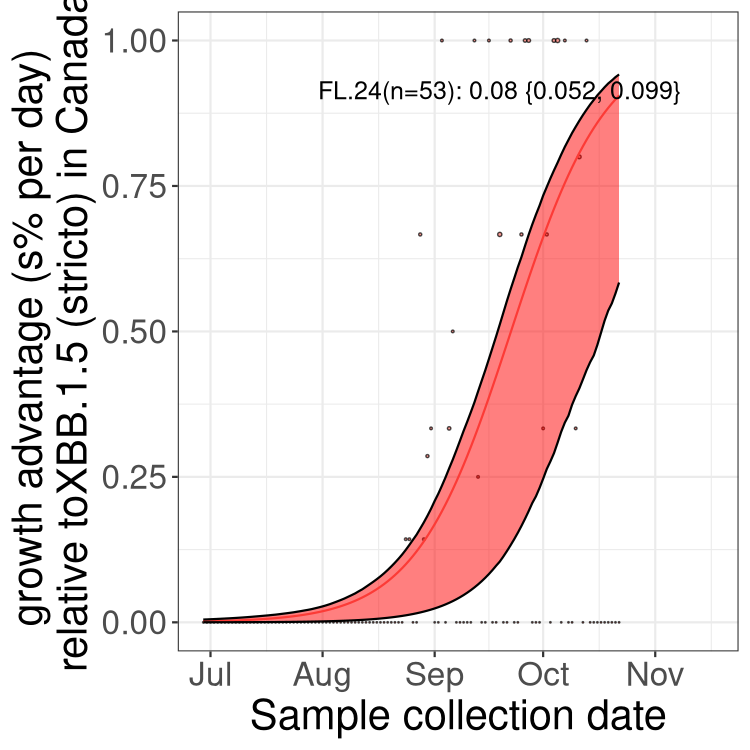 growth advantage (s% per day)
relative toXBB.1.5 (stricto) in Canada
1.00
0.75
0.50
0.25
0.00
FL.24(n=53): 0.08 {0.052, 0.099}
Jul Aug Sep Oct Nov
Sample collection date